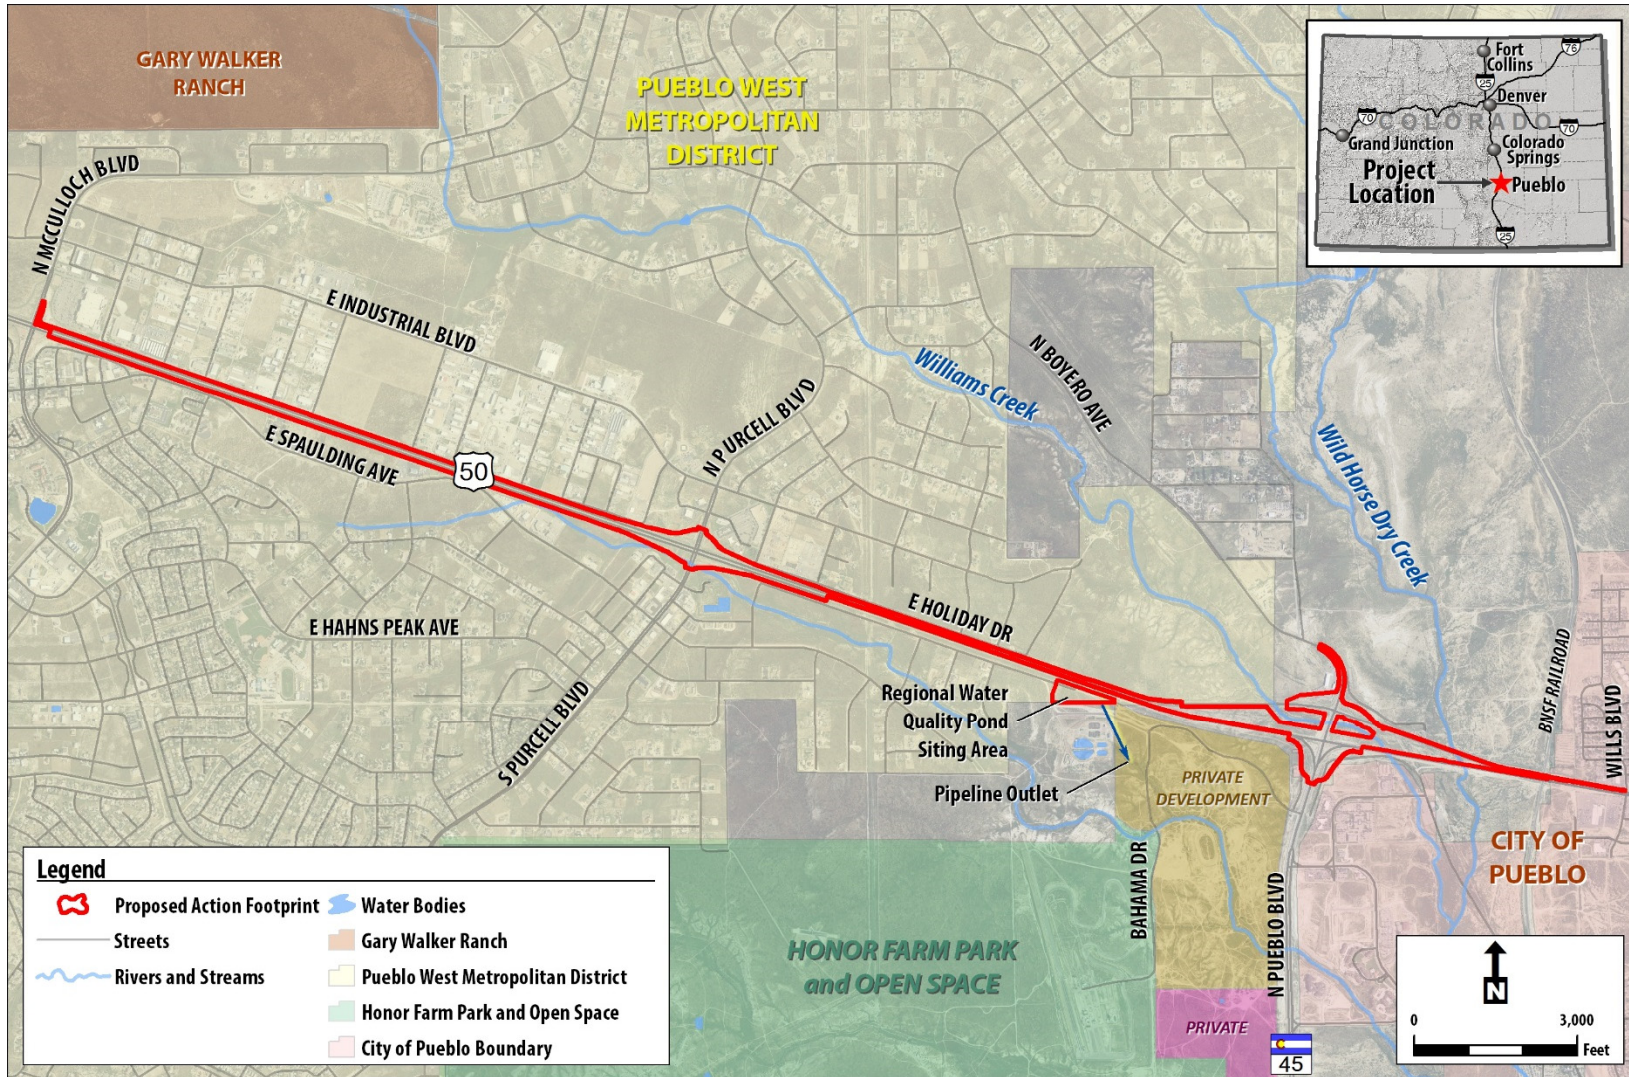 GARY WALKER
RANCH
PUEBLO WEST
METROPOLITAN
DISTRICT
N MCCULLOCH BLVD
E INDUSTRIAL BLVD
E SPAULDING AVE
50
N PURCELL BLVD
Williams Creek
N BOYERO AVE
Wild Horse Dry Creek
E HAHNS PEAK AVE
S PURCELL BLVD
E HOLIDAY DR
Regional Water
Quality Pond
Siting Area
Pipeline Outlet
PRIVATE
DEVELOPMENT
BNSF RAILROAD
WILLS BLVD
CITY OF
PUEBLO
BAHAMA DR
N PUEBLO BLVD
HONOR FARM PARK
and OPEN SPACE
PRIVATE
45
Fort
Collins
76
25
Denver
70
COLORADO
70
Grand Junction
Colorado
Springs
Project
Location
Pueblo
25
Legend
Proposed Action Footprint
Streets
Rivers and Streams
Water Bodies
Gary Walker Ranch
Pueblo West Metropolitan District
Honor Farm Park and Open Space
City of Pueblo Boundary
N
0 3,000
Feet